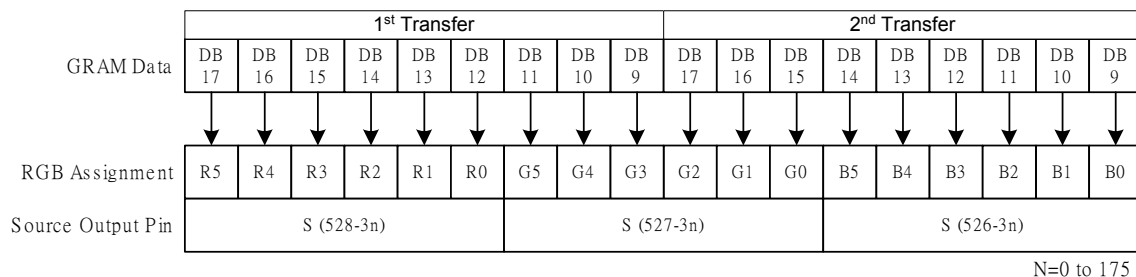 1st Transfer 2nd Transfer
GRAM Data DB 17 DB 16 DB 15 DB 14 DB 13 DB 12 DB 11 DB 10 DB 9 DB 17 DB 16 DB 15 DB 14 DB 13 DB 12 DB 11 DB 10 DB 9
RGB Assignment R5 R4 R3 R2 R1 R0 G5 G4 G3 G2 G1 G0 B5 B4 B3 B2 B1 B0
Source Output Pin S (528-3n) S (527-3n) S (526-3n)
N=0 to 175